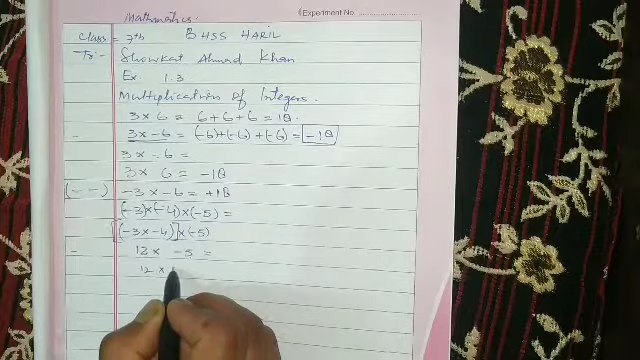 Experiment No.
Mathematics.
Class = 7th BHSS HARIL
Tr:- Showkat Ahmad Khan
Ex 1.3
Multiplication of Integers.
3 x 6 = 6+6+6 = 18.
- 3 x -6 = (-6)+(-6)+(-6) = -18
3 x -6 =
3 x 6 = -18
(- -) -3 x -6 = +18
(-3)x(-4)x(-5) =
[(-3 x -4)] x(-5)
- 12 x -5 =
12 x